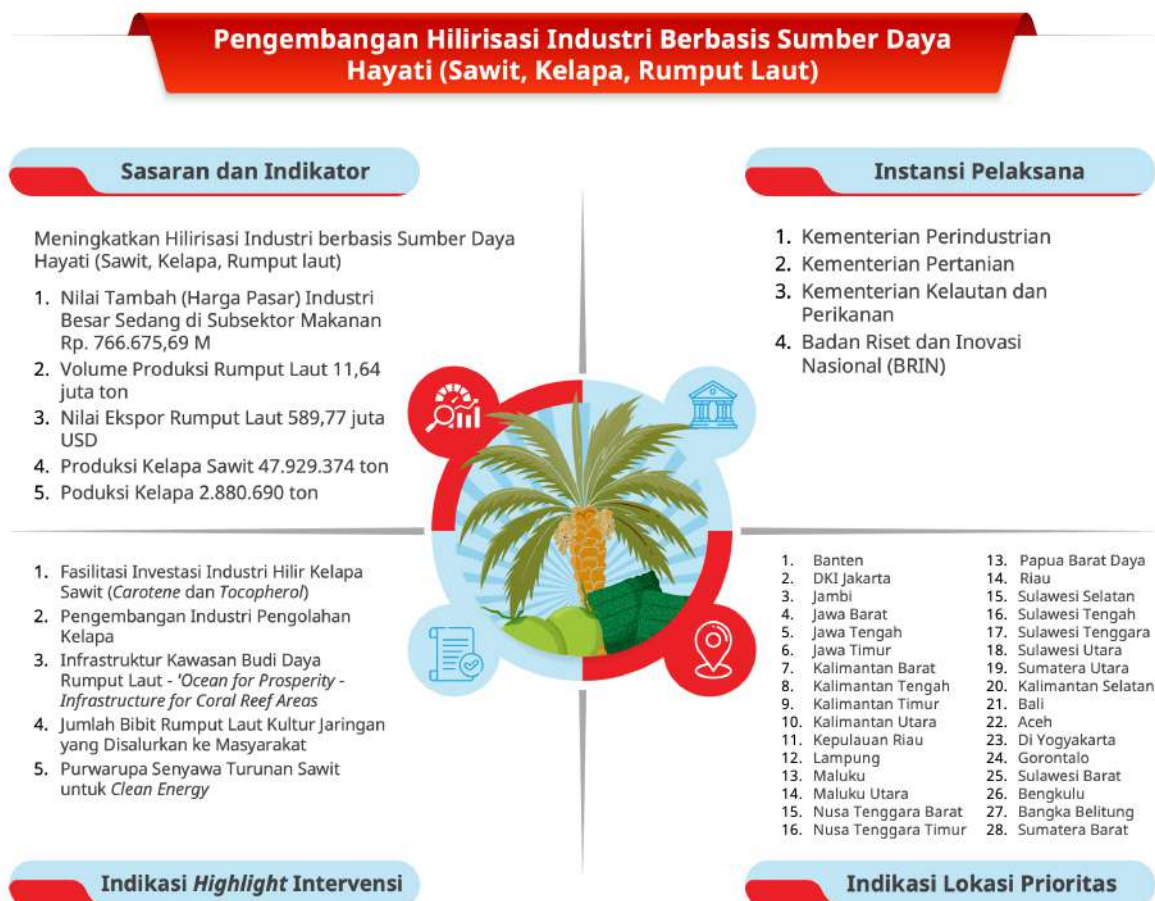 Pengembangan Hilirisasi Industri Berbasis Sumber Daya
Hayati (Sawit, Kelapa, Rumput Laut)
Sasaran dan Indikator
Meningkatkan Hilirisasi Industri berbasis Sumber Daya
Hayati (Sawit, Kelapa, Rumput laut)
1. Nilai Tambah (Harga Pasar) Industri
Besar Sedang di Subsektor Makanan
Rp. 766.675,69 M
2. Volume Produksi Rumput Laut 11,64
juta ton
3. Nilai Ekspor Rumput Laut 589,77 juta
USD
4. Produksi Kelapa Sawit 47.929.374 ton
5. Poduksi Kelapa 2.880.690 ton
Instansi Pelaksana
1. Kementerian Perindustrian
2. Kementerian Pertanian
3. Kementerian Kelautan dan
Perikanan
4. Badan Riset dan Inovasi
Nasional (BRIN)
1. Fasilitasi Investasi Industri Hilir Kelapa
Sawit (Carotene dan Tocopherol)
2. Pengembangan Industri Pengolahan
Kelapa
3. Infrastruktur Kawasan Budi Daya
Rumput Laut - 'Ocean for Prosperity -
Infrastructure for Coral Reef Areas
4. Jumlah Bibit Rumput Laut Kultur Jaringan
yang Disalurkan ke Masyarakat
5. Purwarupa Senyawa Turunan Sawit
untuk Clean Energy
Indikasi Highlight Intervensi
1. Banten
2. DKI Jakarta
3. Jambi
4. Jawa Barat
5. Jawa Tengah
6. Jawa Timur
7. Kalimantan Barat
8. Kalimantan Tengah
9. Kalimantan Timur
10. Kalimantan Utara
11. Kepulauan Riau
12. Lampung
13. Maluku
14. Maluku Utara
15. Nusa Tenggara Barat
16. Nusa Tenggara Timur
13. Papua Barat Daya
14. Riau
15. Sulawesi Selatan
16. Sulawesi Tengah
17. Sulawesi Tenggara
18. Sulawesi Utara
19. Sumatera Utara
20. Kalimantan Selatan
21. Bali
22. Aceh
23. Di Yogyakarta
24. Gorontalo
25. Sulawesi Barat
26. Bengkulu
27. Bangka Belitung
28. Sumatera Barat
Indikasi Lokasi Prioritas